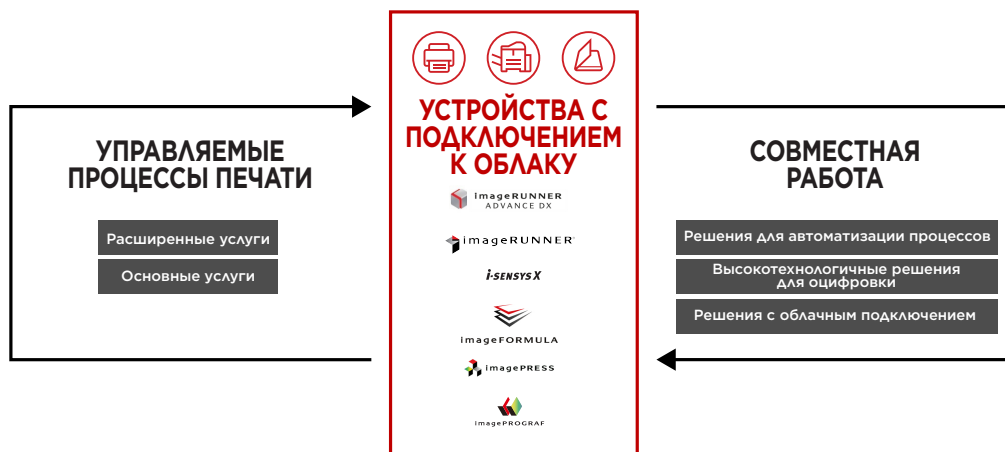 УПРАВЛЯЕМЫЕ
ПРОЦЕССЫ ПЕЧАТИ
Расширенные услуги
Основные услуги
УСТРОЙСТВА С
ПОДКЛЮЧЕНИЕМ
К ОБЛАКУ
imageRUNNER
ADVANCE DX
imageRUNNER
i-SENSYS X
imageFORMULA
imagePRESS
imagePROGRAF
СОВМЕСТНАЯ
РАБОТА
Решения для автоматизации процессов
Высокотехнологичные решения
для оцифровки
Решения с облачным подключением